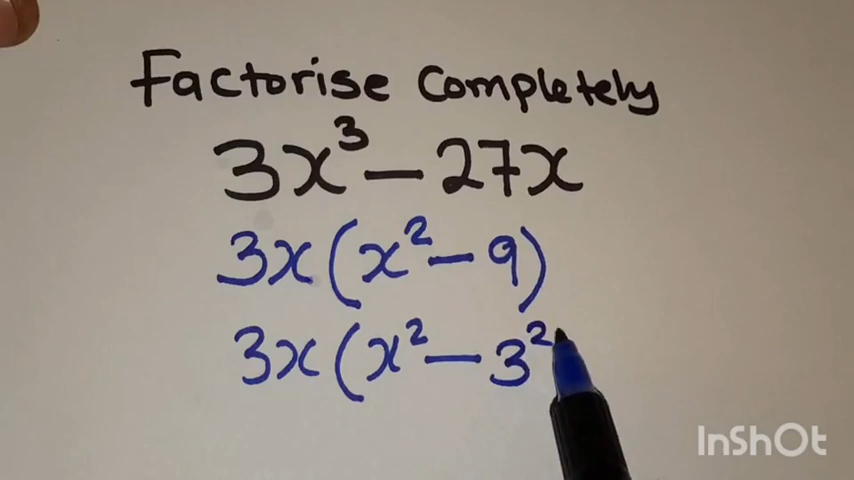 Factorise Completely
3x³ – 27x
3x(x² – 9)
3x(x² – 3²
InShOt